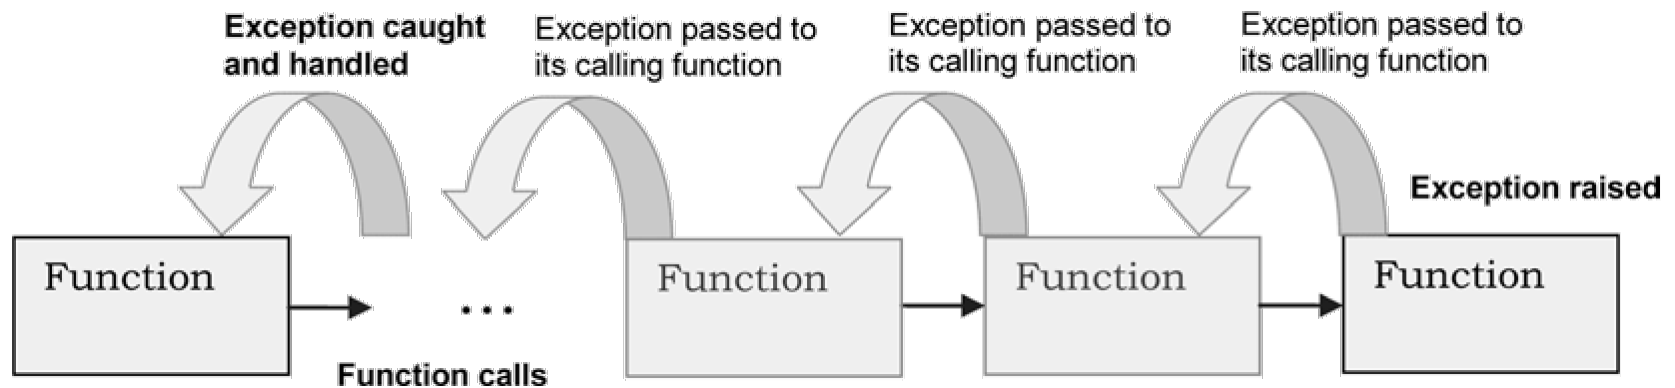 Exception caught
and handled
Exception passed to
its calling function
Exception passed to
its calling function
Exception passed to
its calling function
Exception raised
Function
...
Function
Function
Function
Function calls